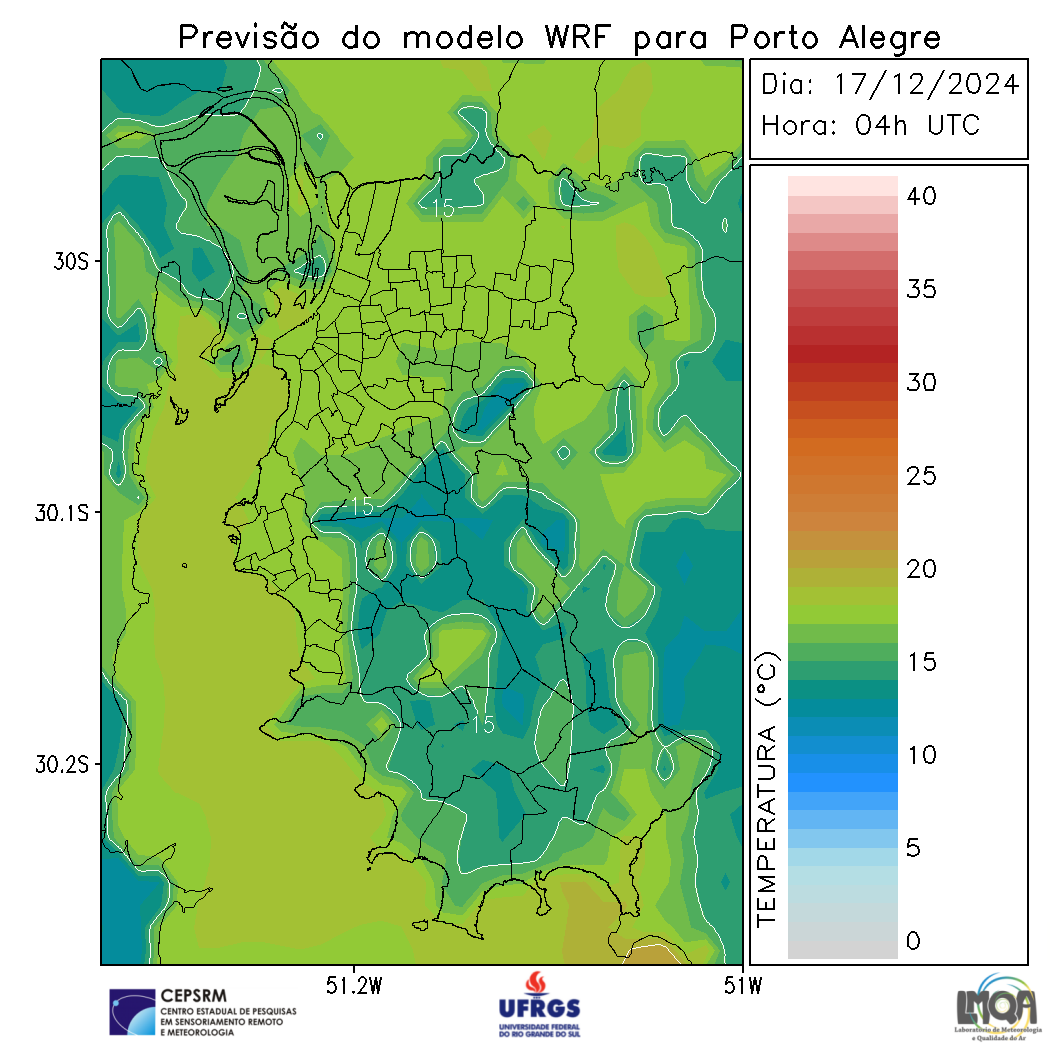 Previsão do modelo WRF para Porto Alegre
Dia: 17/12/2024
Hora: 04h UTC
40
35
30
25
20
15
10
5
0
TEMPERATURA (°C)
30S
30.1S
30.2S
51.2W
51W
15
15
15
CEPSRM
CENTRO ESTADUAL DE PESQUISAS
EM SENSORIAMENTO REMOTO
E METEOROLOGIA
UFRGS
UNIVERSIDADE FEDERAL
DO RIO GRANDE DO SUL
LMQA
Laboratório de Meteorologia
e Qualidade do Ar